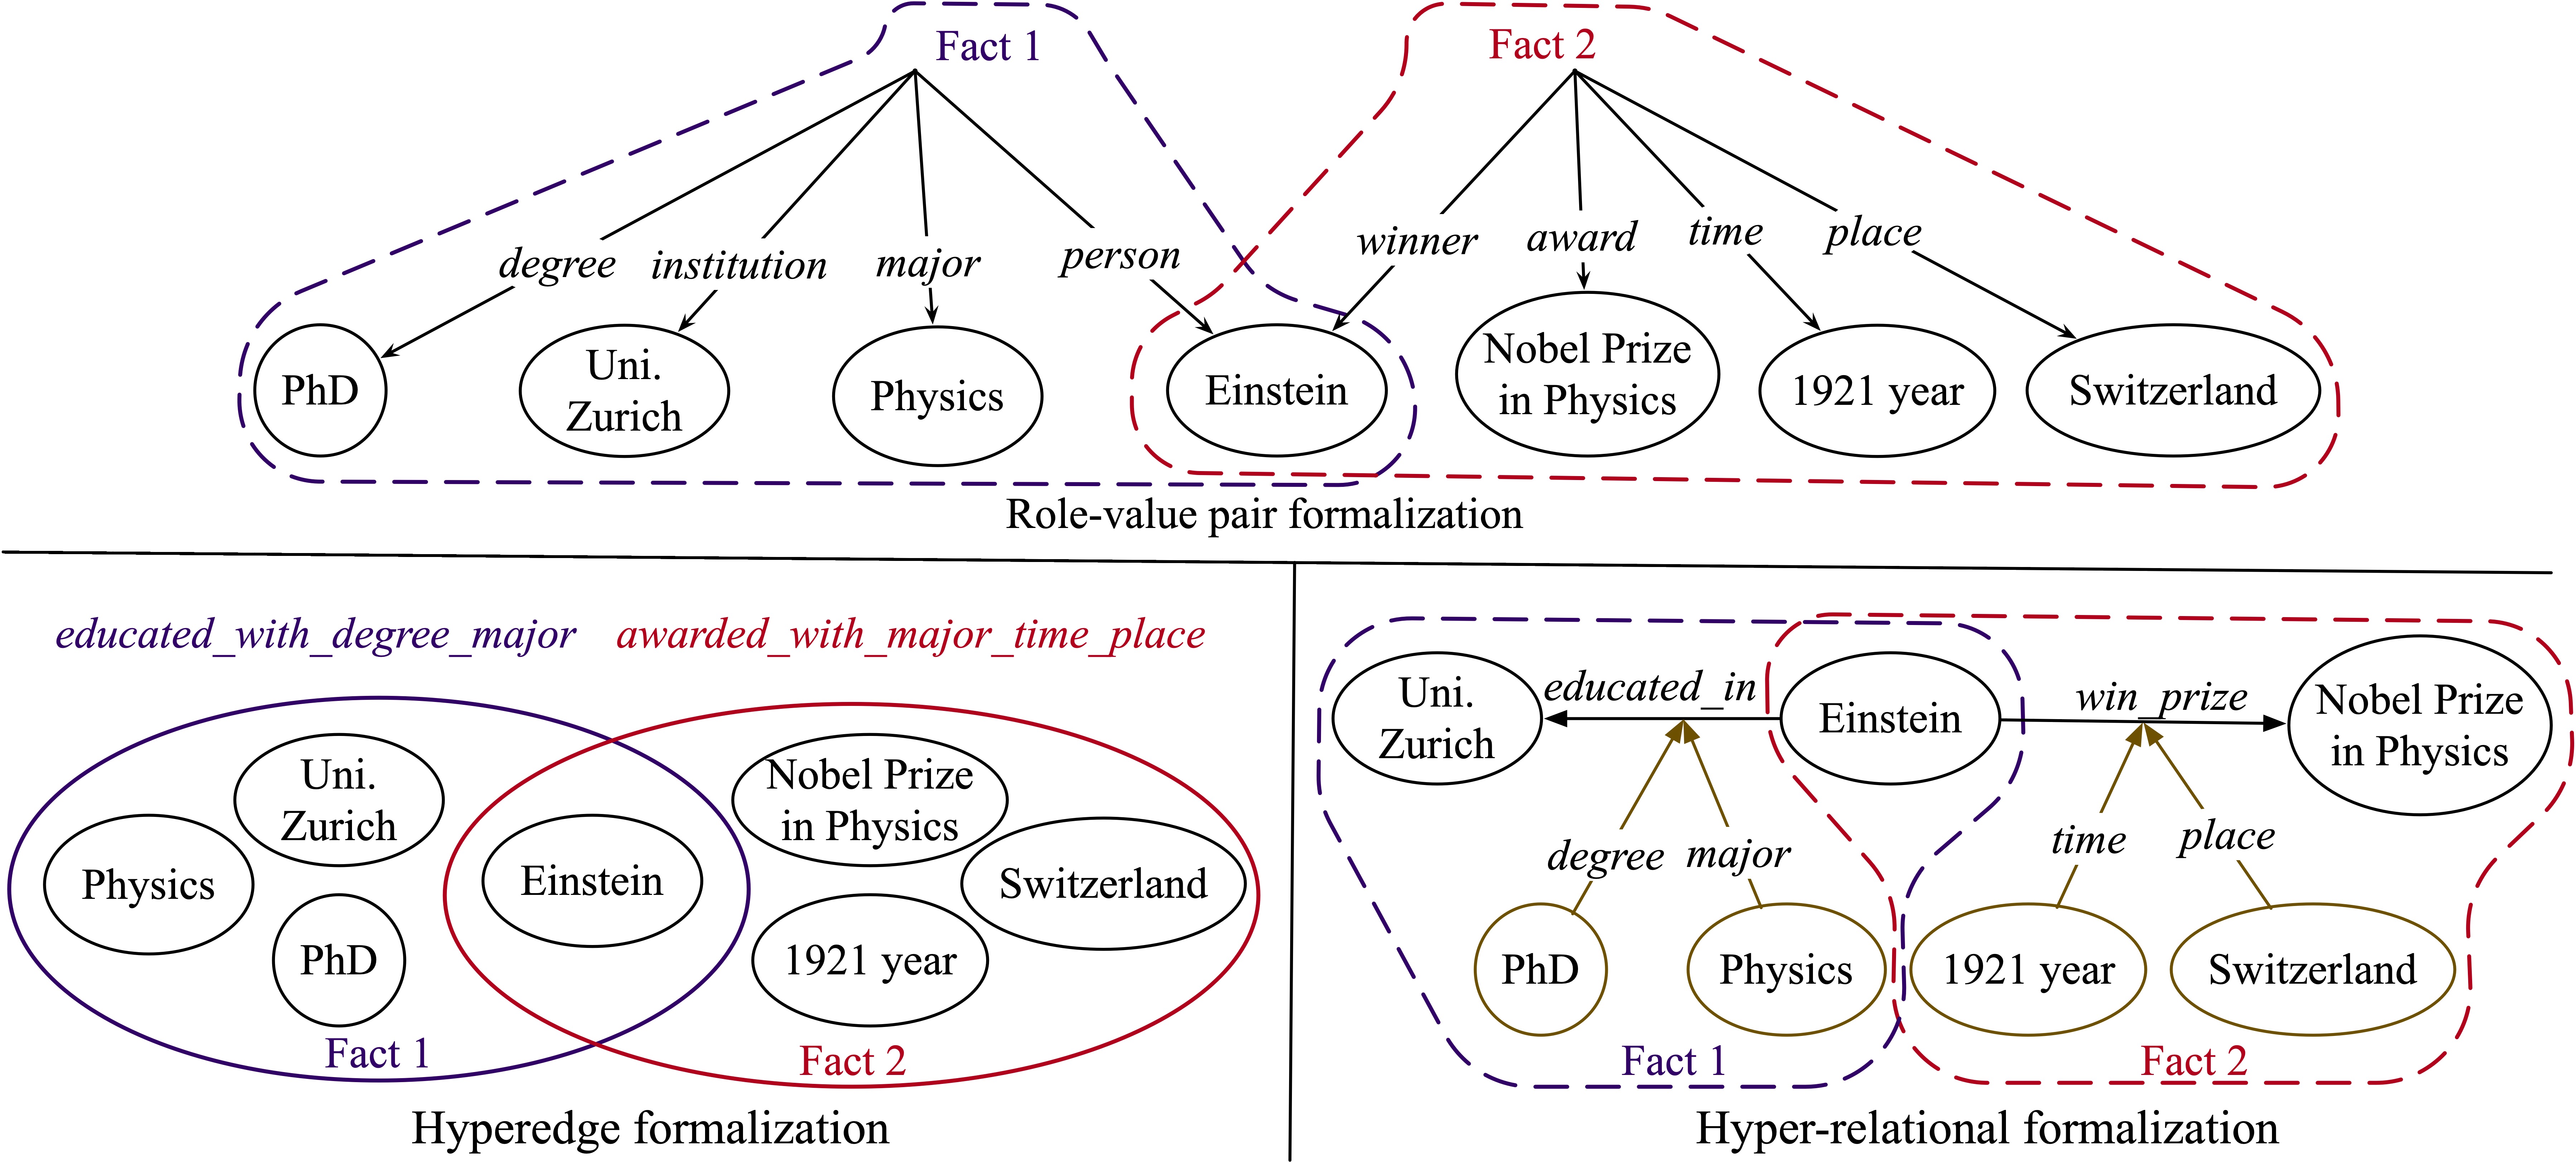 Fact 1
Fact 2
degree
institution
major
person
winner
award
time
place
PhD
Uni.
Zurich
Physics
Einstein
Nobel Prize
in Physics
1921 year
Switzerland
Role-value pair formalization
educated_with_degree_major
awarded_with_major_time_place
Uni.
Zurich
Physics
PhD
Einstein
Nobel Prize
in Physics
Switzerland
1921 year
Fact 1
Fact 2
Hyperedge formalization
Uni.
Zurich
educated_in
Einstein
win_prize
Nobel Prize
in Physics
degree
major
time
place
PhD
Physics
1921 year
Switzerland
Fact 1
Fact 2
Hyper-relational formalization